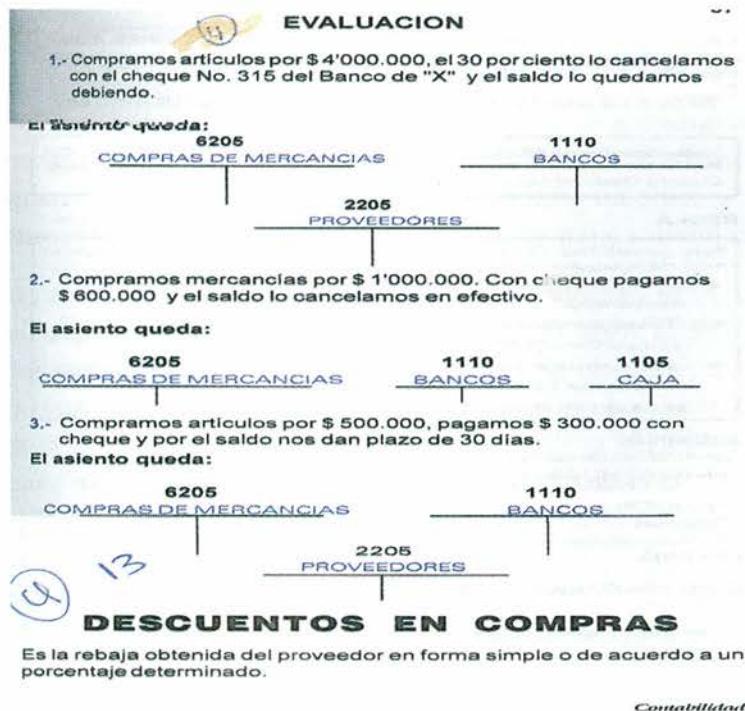 4
EVALUACION
1.- Compramos artículos por $ 4'000.000, el 30 por ciento lo cancelamos
con el cheque No. 315 del Banco de "X" y el saldo lo quedamos
debiendo.
El asiento queda:
6205 1110
COMPRAS DE MERCANCIAS BANCOS
2205
PROVEEDORES
2.- Compramos mercancías por $ 1'000.000. Con cheque pagamos
$ 600.000 y el saldo lo cancelamos en efectivo.
El asiento queda:
6205 1110 1105
COMPRAS DE MERCANCIAS BANCOS CAJA
3.- Compramos artículos por $ 500.000, pagamos $ 300.000 con
cheque y por el saldo nos dan plazo de 30 días.
El asiento queda:
6205 1110
COMPRAS DE MERCANCIAS BANCOS
2205
PROVEEDORES
4 13
DESCUENTOS EN COMPRAS
Es la rebaja obtenida del proveedor en forma simple o de acuerdo a un
porcentaje determinado.
Contabilidad